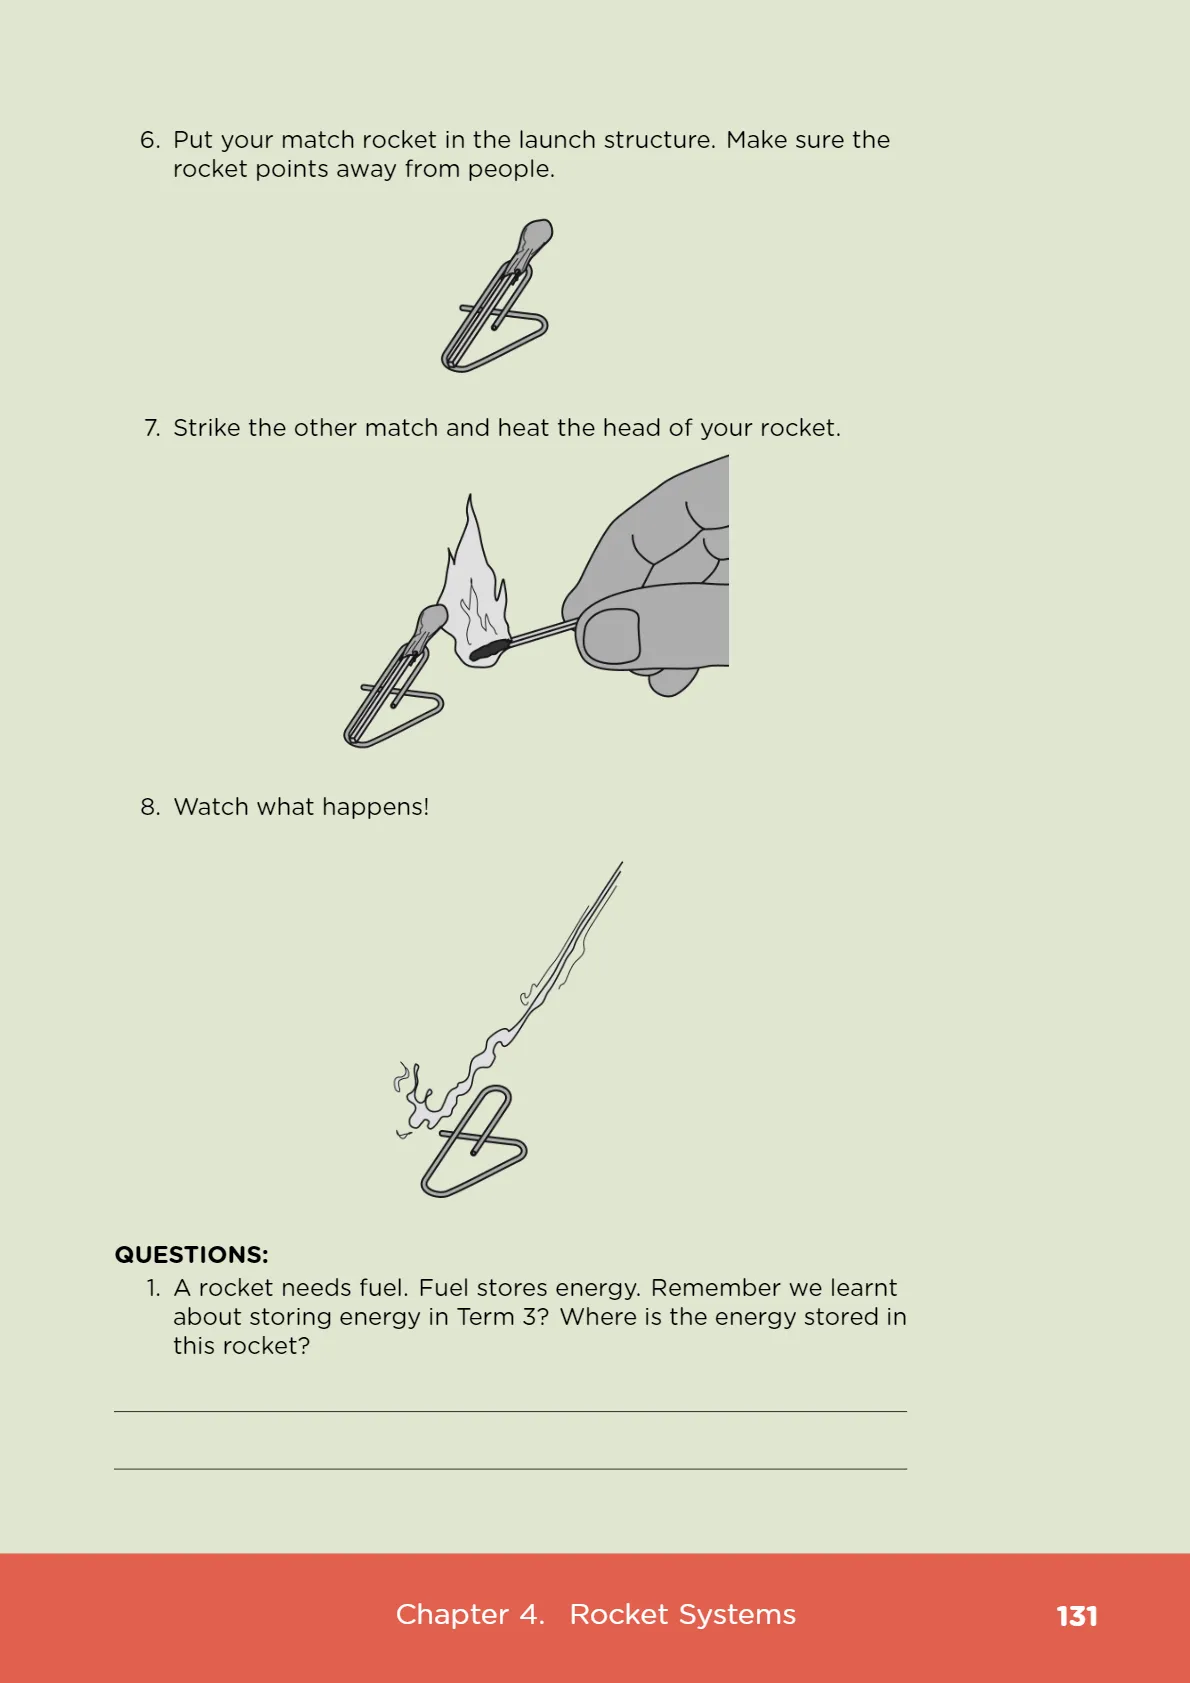 6. Put your match rocket in the launch structure. Make sure the
rocket points away from people.
7. Strike the other match and heat the head of your rocket.
8. Watch what happens!
QUESTIONS:
1. A rocket needs fuel. Fuel stores energy. Remember we learnt
about storing energy in Term 3? Where is the energy stored in
this rocket?
Chapter 4. Rocket Systems 131